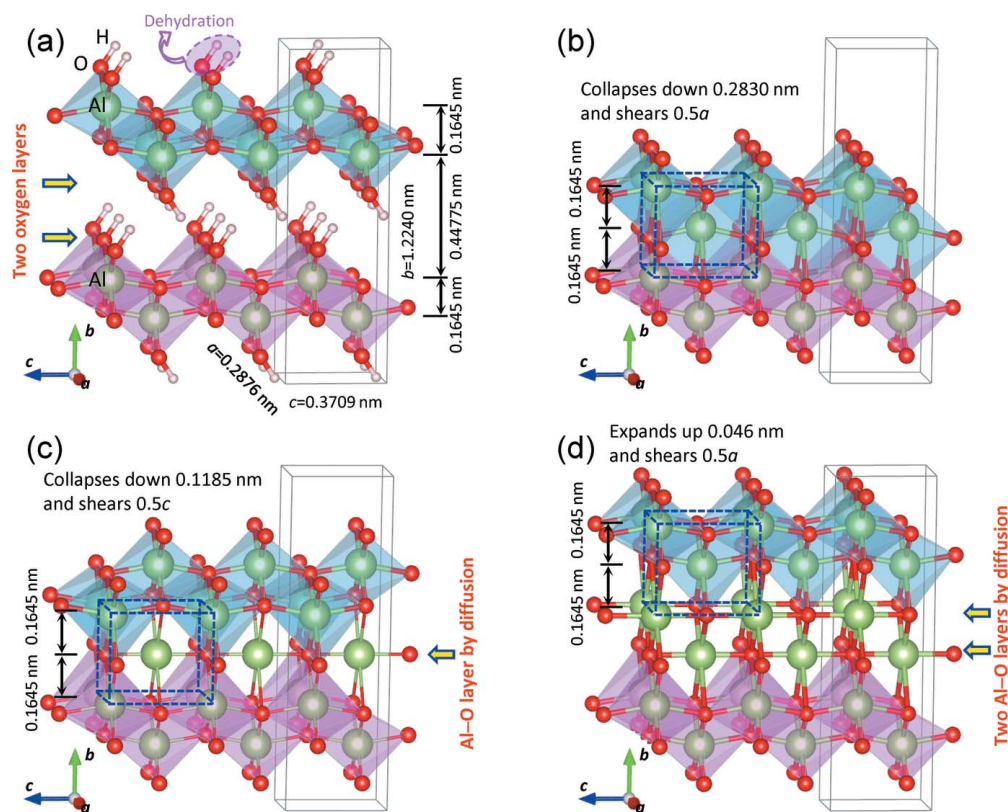 (a)
Dehydration
H
O
Al
Two oxygen layers
Al
0.1645 nm
0.44775 nm
b=1.2240 nm
0.1645 nm
a=0.2876 nm
c=0.3709 nm
b
c
a
(b)
Collapses down 0.2830 nm
and shears 0.5a
0.1645 nm
0.1645 nm
b
c
a
(c)
Collapses down 0.1185 nm
and shears 0.5c
0.1645 nm
0.1645 nm
Al–O layer by diffusion
b
c
a
(d)
Expands up 0.046 nm
and shears 0.5a
0.1645 nm
0.1645 nm
Two Al–O layers by diffusion
b
c
a